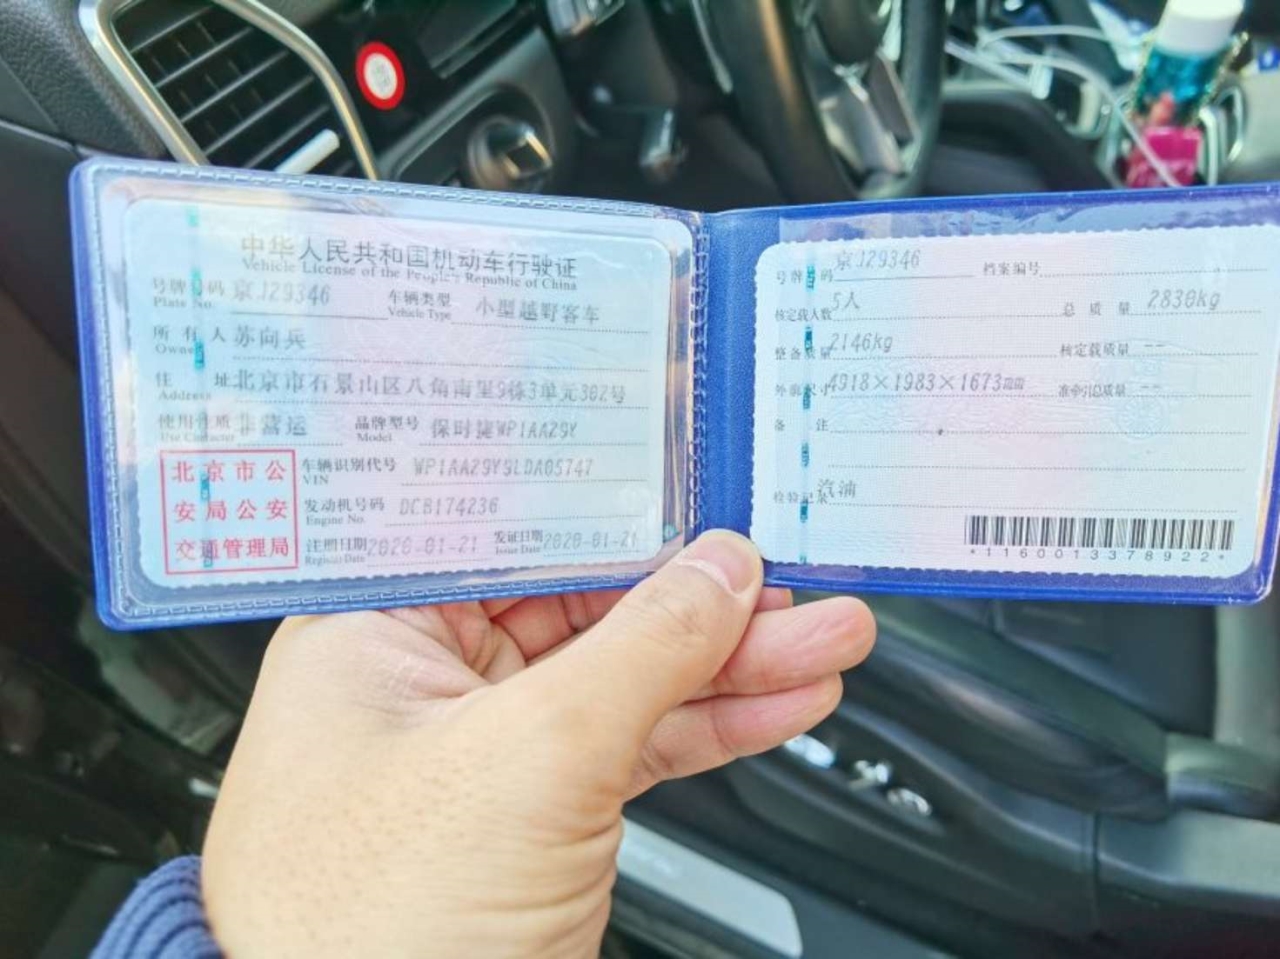 中华人民共和国机动车行驶证
Vehicle License of the People's Republic of China
号牌号码 京J29346 车辆类型 小型越野客车
Plate No. Vehicle Type
所有人 苏向兵
Owner
住址 北京市石景山区八角南里9栋3单元302号
Address
使用性质 非营运 品牌型号 保时捷WP1AA29Y
Use Character Model
北京市公
安局公安
交通管理局
车辆识别代号 WP1AA29Y9LDA05747
VIN
发动机号码 DCB174236
Engine No.
注册日期 2020-01-21 发证日期 2020-01-21
Register Date Issue Date
号牌号码 京J29346 档案编号
核定载人数 5人 总质量 2830kg
整备质量 2146kg 核定载质量 --
外廓尺寸 4918×1983×1673mm 准牵引总质量 --
备注
检验记录 汽油
*1160013378922*